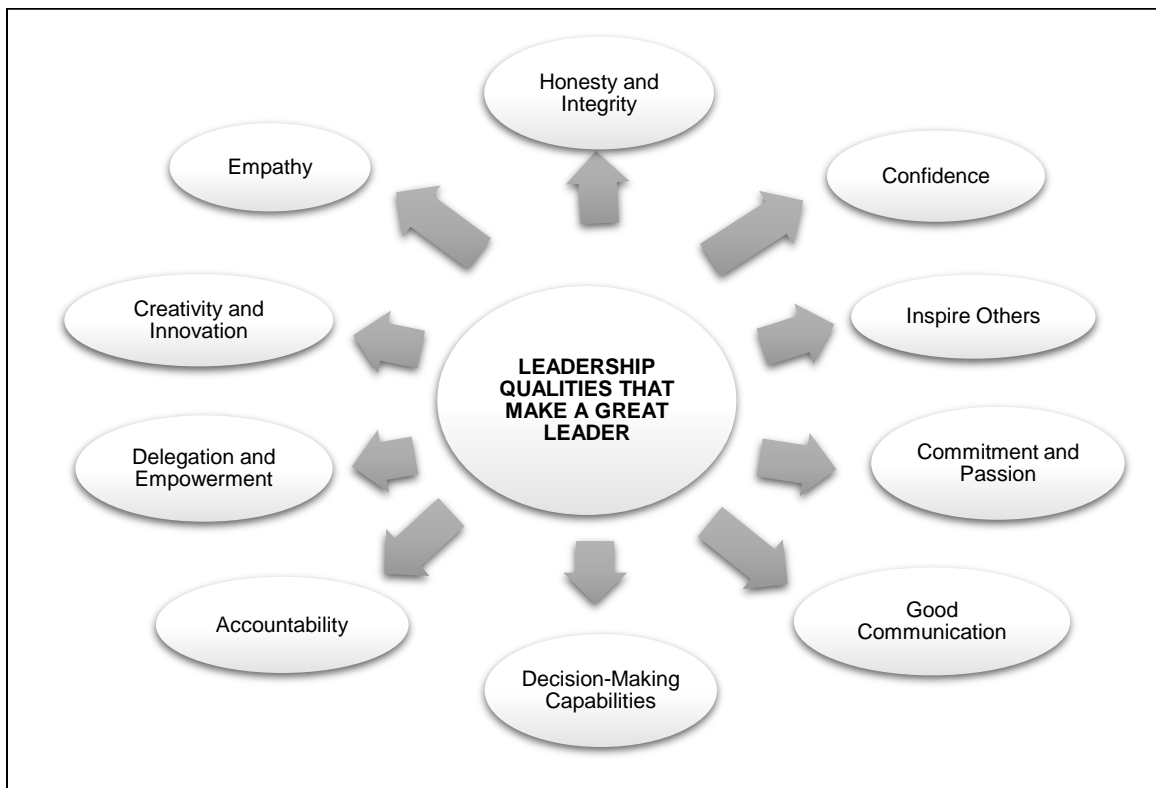 Honesty and
Integrity
Empathy
Confidence
Creativity and
Innovation
Inspire Others
LEADERSHIP
QUALITIES THAT
MAKE A GREAT
LEADER
Delegation and
Empowerment
Commitment and
Passion
Accountability
Good
Communication
Decision-Making
Capabilities